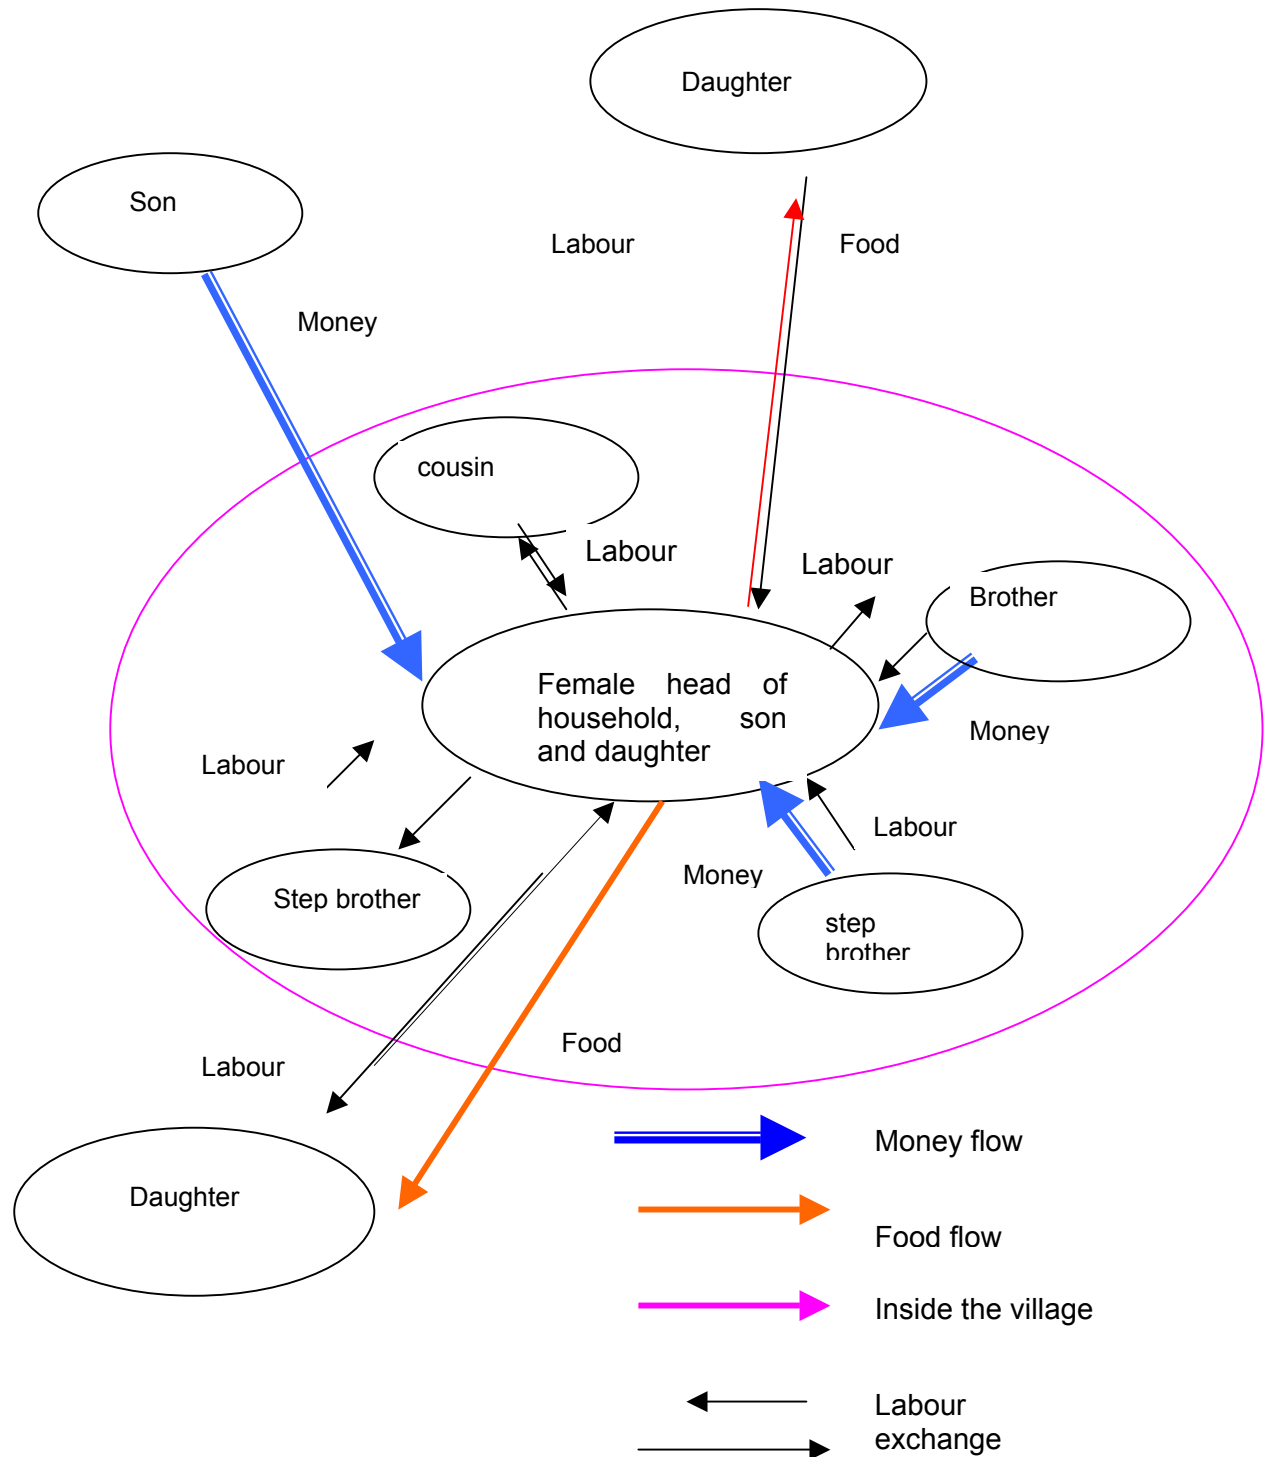 Daughter
Son
Labour
Food
Money
cousin
Labour
Labour
Brother
Female head of
household, son
and daughter
Money
Labour
Labour
Money
Step brother
step
brother
Food
Labour
Money flow
Daughter
Food flow
Inside the village
Labour
exchange